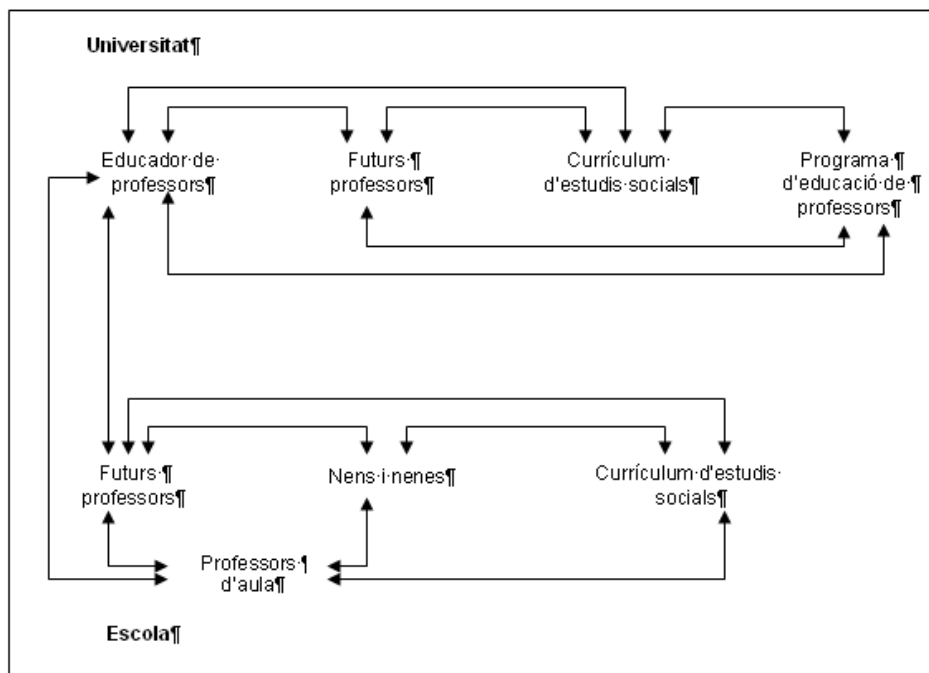 Universitat¶
Educador·de·
professors¶
Futurs·¶
professors¶
Currículum·
d'estudis·socials¶
Programa·¶
d'educació·de·¶
professors¶
Futurs·¶
professors¶
Nens·i·nenes¶
Currículum·d'estudis·
socials¶
Professors·¶
d’aula¶
Escola¶